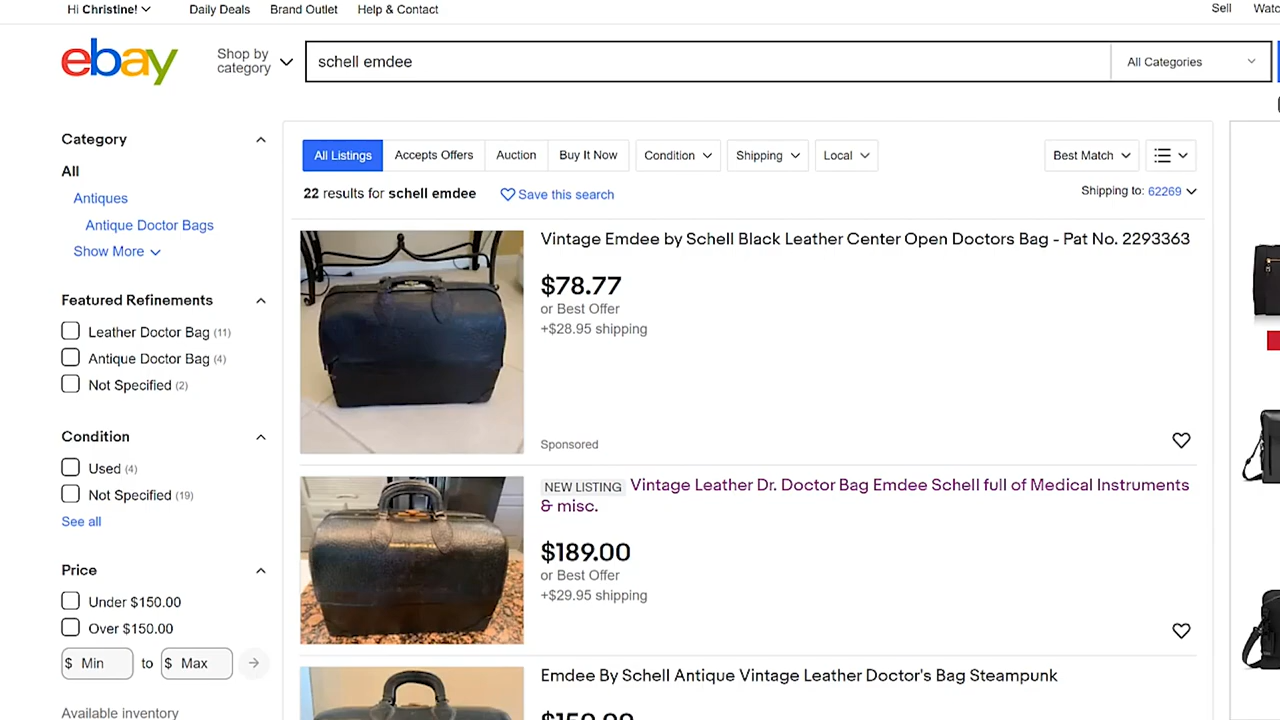 Hi Christine!
Daily Deals
Brand Outlet
Help & Contact
Sell
ebay
Shop by
category
schell emdee
All Categories
Category
All
Antiques
Antique Doctor Bags
Show More
Featured Refinements
Leather Doctor Bag (11)
Antique Doctor Bag (4)
Not Specified (2)
Condition
Used (4)
Not Specified (19)
See all
Price
Under $150.00
Over $150.00
$ Min to $ Max
Available inventory
All Listings
Accepts Offers
Auction
Buy It Now
Condition
Shipping
Local
Best Match
22 results for schell emdee
Save this search
Shipping to: 62269
Vintage Emdee by Schell Black Leather Center Open Doctors Bag - Pat No. 2293363
$78.77
or Best Offer
+$28.95 shipping
Sponsored
NEW LISTING Vintage Leather Dr. Doctor Bag Emdee Schell full of Medical Instruments
& misc.
$189.00
or Best Offer
+$29.95 shipping
Emdee By Schell Antique Vintage Leather Doctor's Bag Steampunk